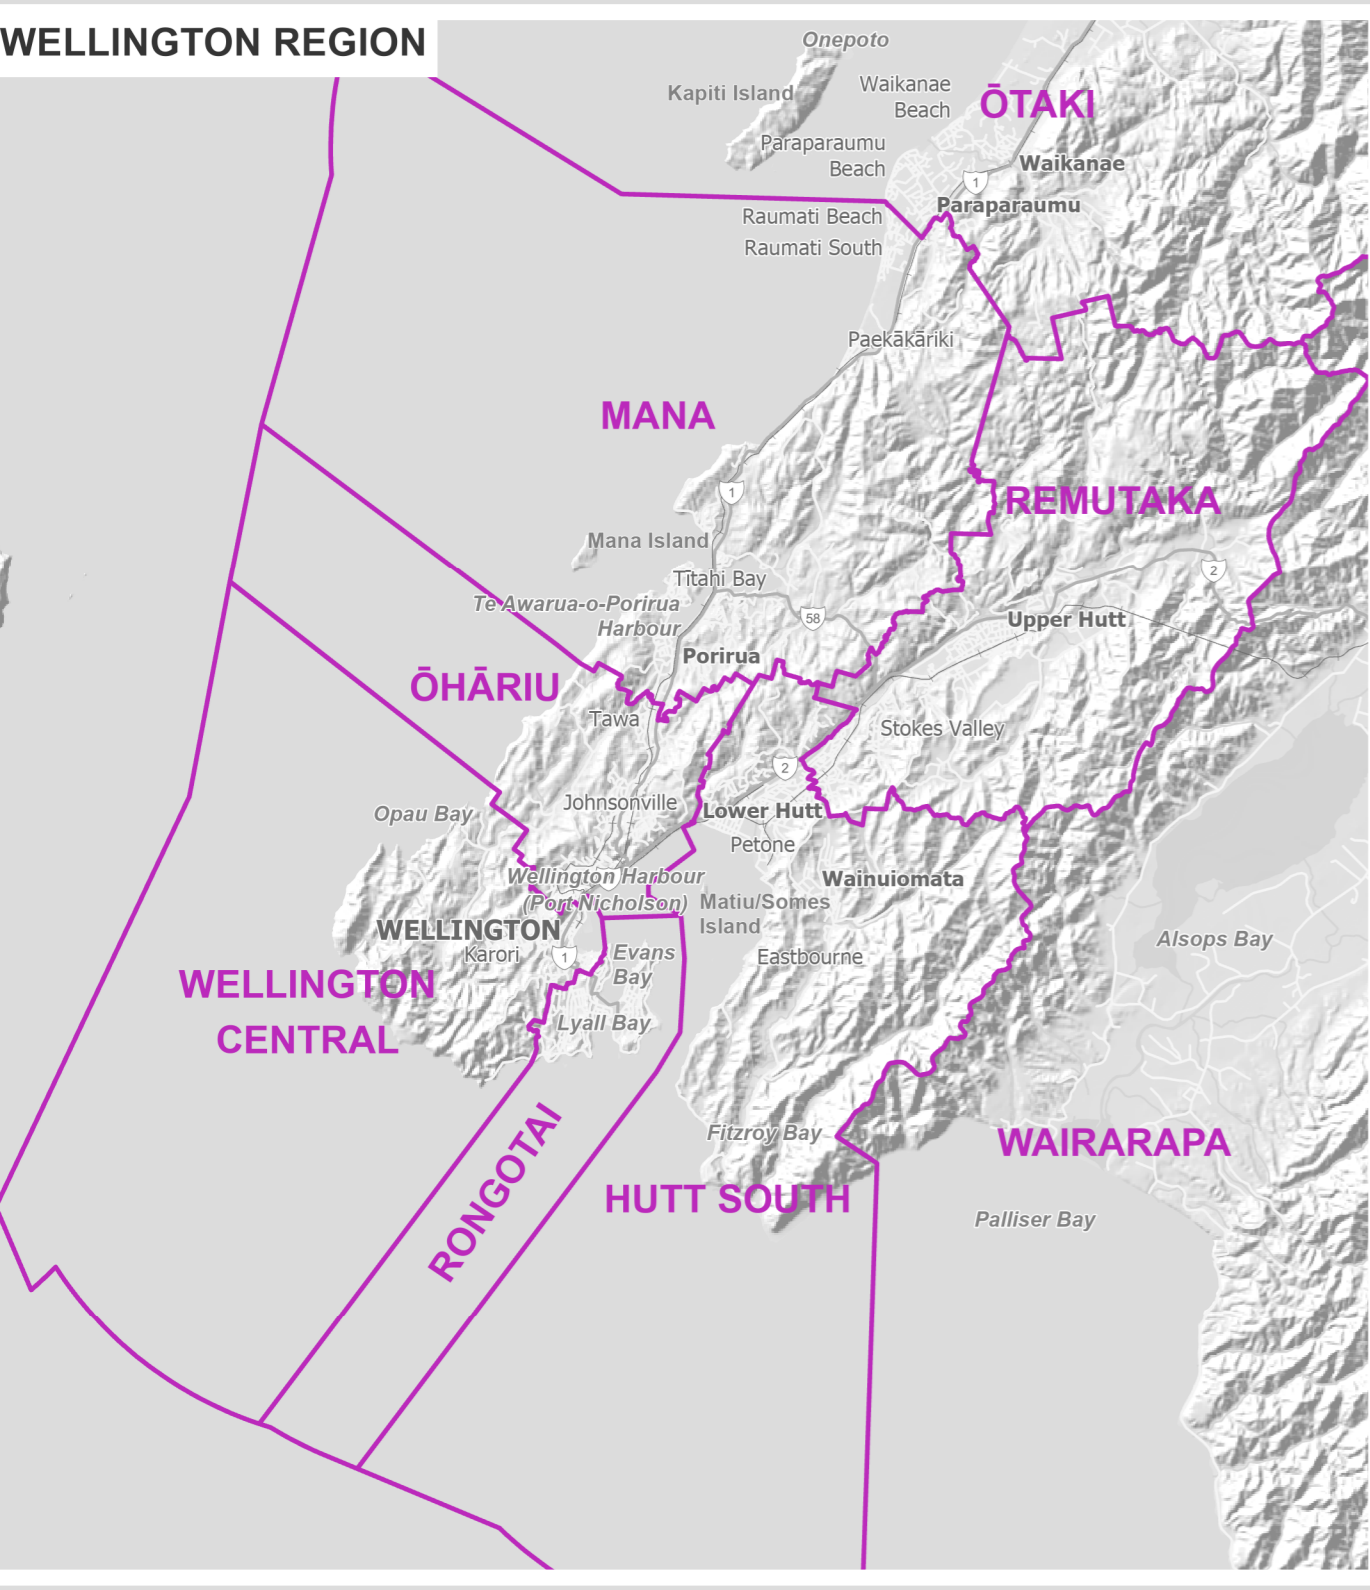 WELLINGTON REGION
Onepoto
Kapiti Island
Waikanae
Beach
ŌTAKI
Paraparaumu
Beach
Waikanae
1
Paraparaumu
Raumati Beach
Raumati South
Paekākāriki
MANA
1
REMUTAKA
Mana Island
Titahi Bay
2
Te Awarua-o-Porirua
Harbour
58
Upper Hutt
Porirua
ŌHĀRIU
Tawa
Stokes Valley
2
Johnsonville
Lower Hutt
Opau Bay
Petone
Wellington Harbour
(Port Nicholson)
Wainuiomata
Matiu/Somes
Island
WELLINGTON
Karori
1
Evans
Bay
Eastbourne
Alsops Bay
WELLINGTON
CENTRAL
Lyall Bay
RONGOTAI
Fitzroy Bay
WAIRARAPA
HUTT SOUTH
Palliser Bay